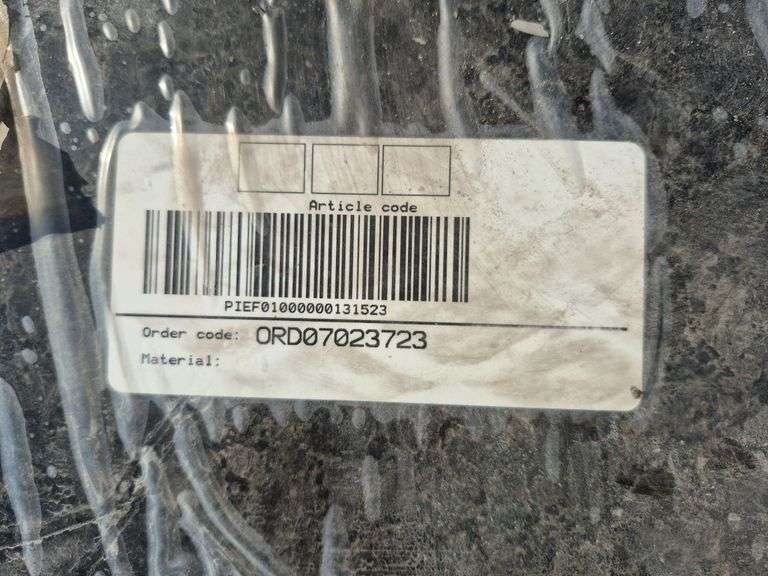 Article code
PIEF01000000131523
Order code: ORD07023723
Material: